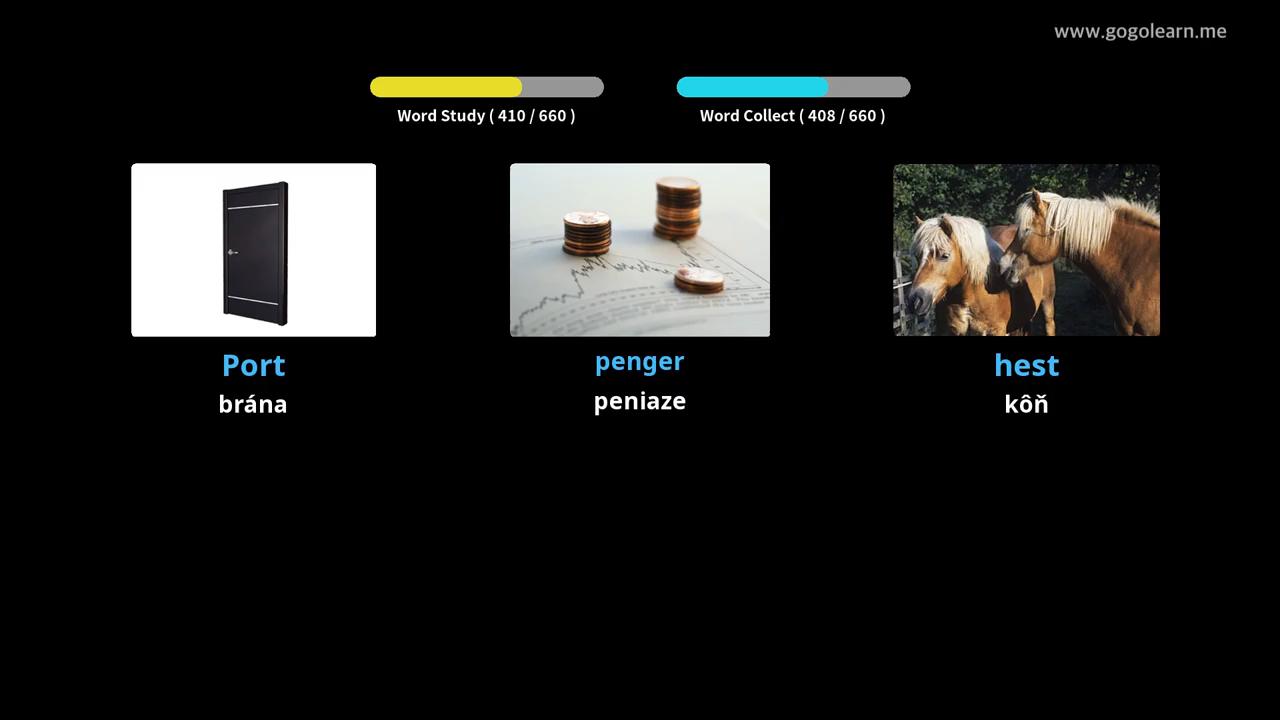 www.gogolearn.me
Word Study ( 410 / 660 )
Word Collect ( 408 / 660 )
Port
brána
penger
peniaze
hest
kôň